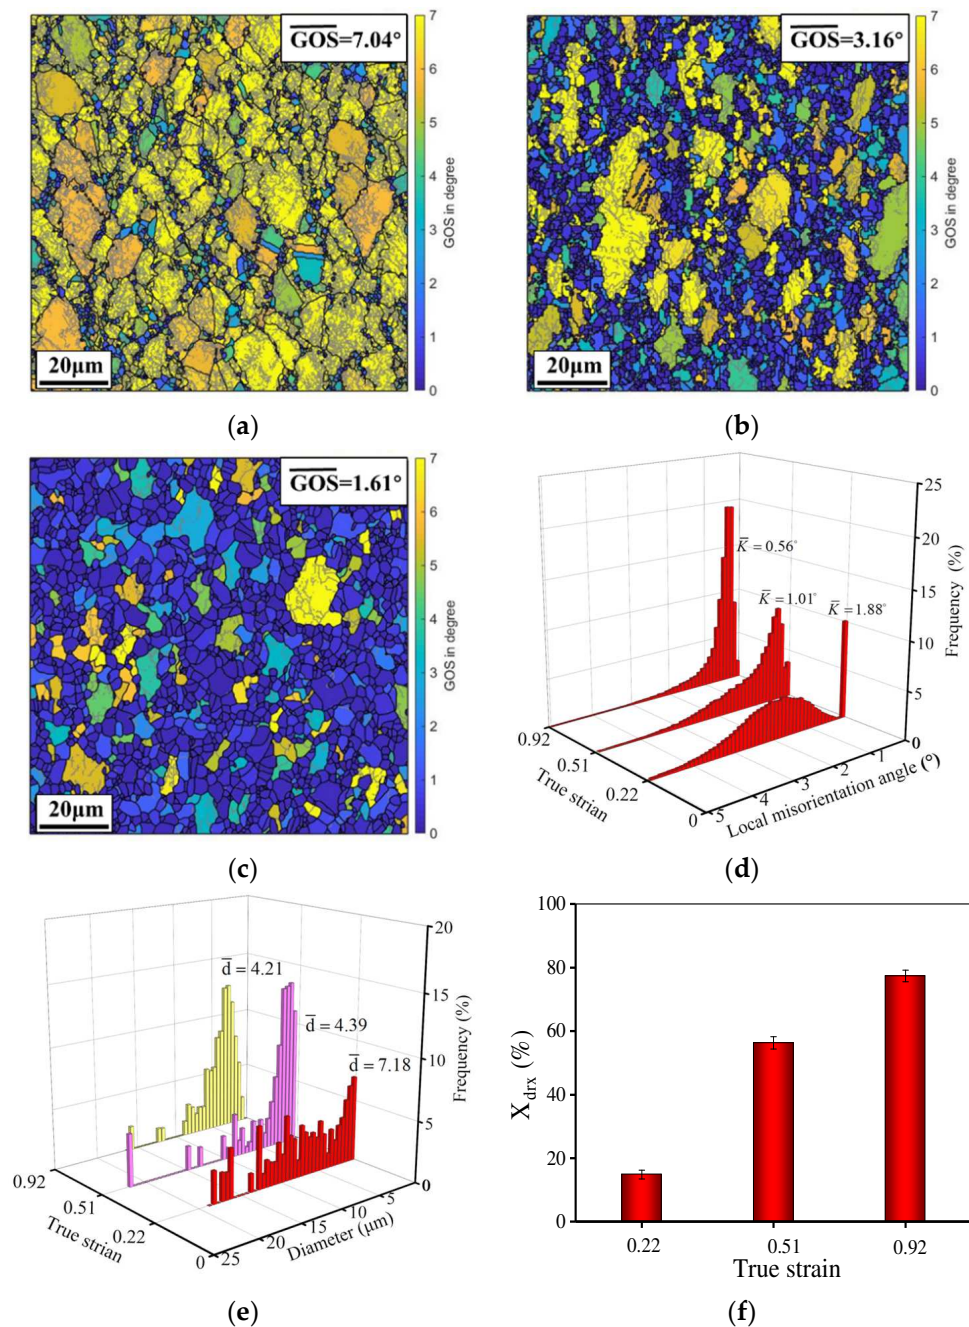 GOS=7.04°
7
6
5
4
3
2
1
0
GOS in degree
20μm
(a)
GOS=3.16°
7
6
5
4
3
2
1
0
GOS in degree
20μm
(b)
GOS=1.61°
7
6
5
4
3
2
1
0
GOS in degree
20μm
(c)
25
20
15
10
5
0
Frequency (%)
K̅ = 0.56°
K̅ = 1.01°
K̅ = 1.88°
0.92
0.51
0.22
0
True strian
5
4
3
2
1
Local misorientation angle (°)
(d)
20
15
10
5
0
Frequency (%)
d̅ = 4.21
d̅ = 4.39
d̅ = 7.18
0.92
0.51
0.22
0
True strian
25
20
15
10
5
Diameter (μm)
(e)
100
80
60
40
20
0
X_drx (%)
0.22
0.51
0.92
True strain
(f)